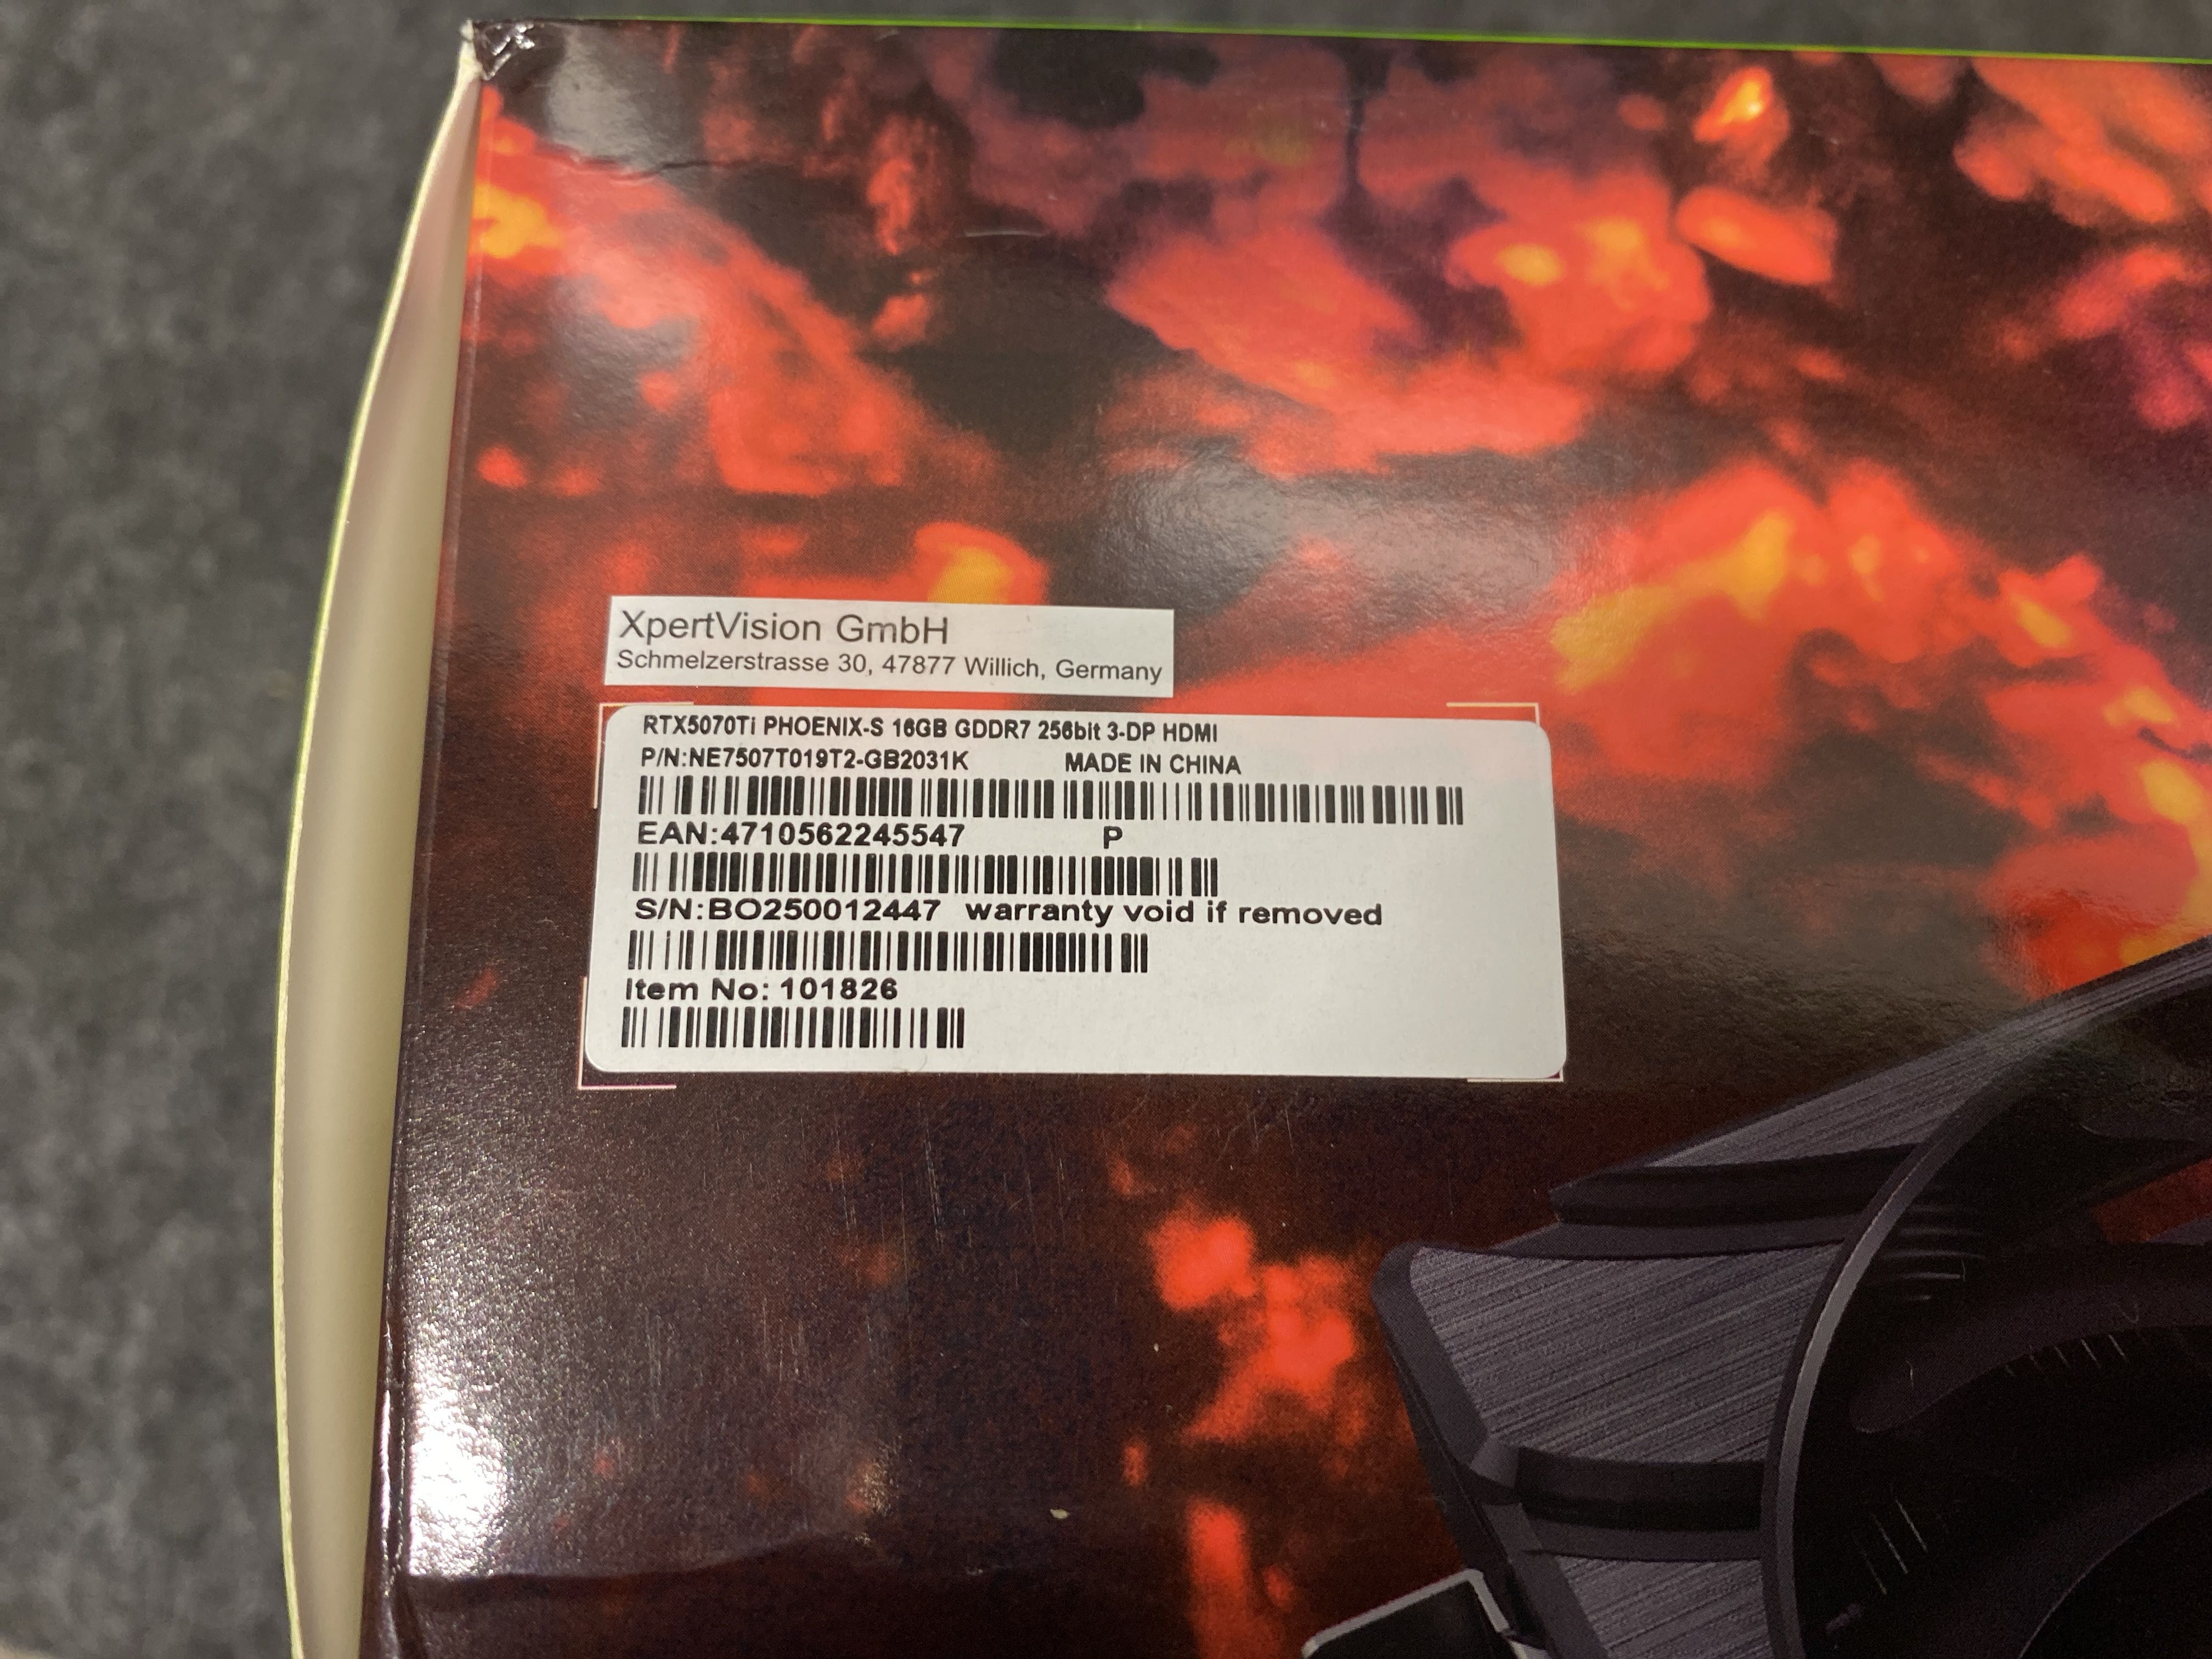 XpertVision GmbH
Schmelzerstrasse 30, 47877 Willich, Germany
RTX5070Ti PHOENIX-S 16GB GDDR7 256bit 3-DP HDMI
P/N:NE7507T019T2-GB2031K MADE IN CHINA
EAN:4710562245547 P
S/N:BO250012447 warranty void if removed
Item No: 101826